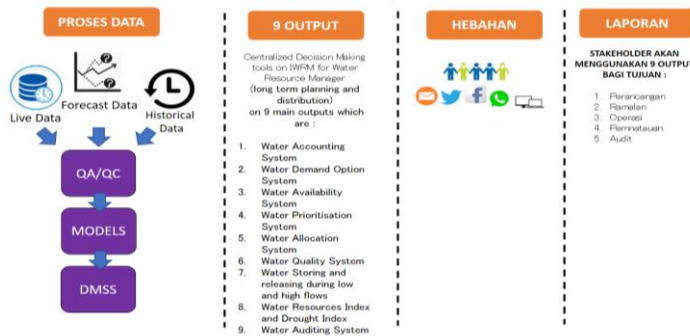 PROSES DATA
Live Data
Forecast Data
Historical
Data
QA/QC
MODELS
DMSS
9 OUTPUT
Centralized Decision Making
tools on IWRM for Water
Resource Manager
(long term planning and
distribution)
on 9 main outputs which
are :
1. Water Accounting
System
2. Water Demand Option
System
3. Water Availability
System
4. Water Prioritisation
System
5. Water Allocation
System
6. Water Quality System
7. Water Storing and
releasing during low
and high flows
8. Water Resources Index
and Drought Index
9. Water Auditing System
HEBAHAN
LAPORAN
STAKEHOLDER AKAN
MENGGUNAKAN 9 OUTPUT
BAGI TUJUAN :
1. Perancangan
2. Ramalan
3. Operasi
4. Pemnatauan
5. Audit